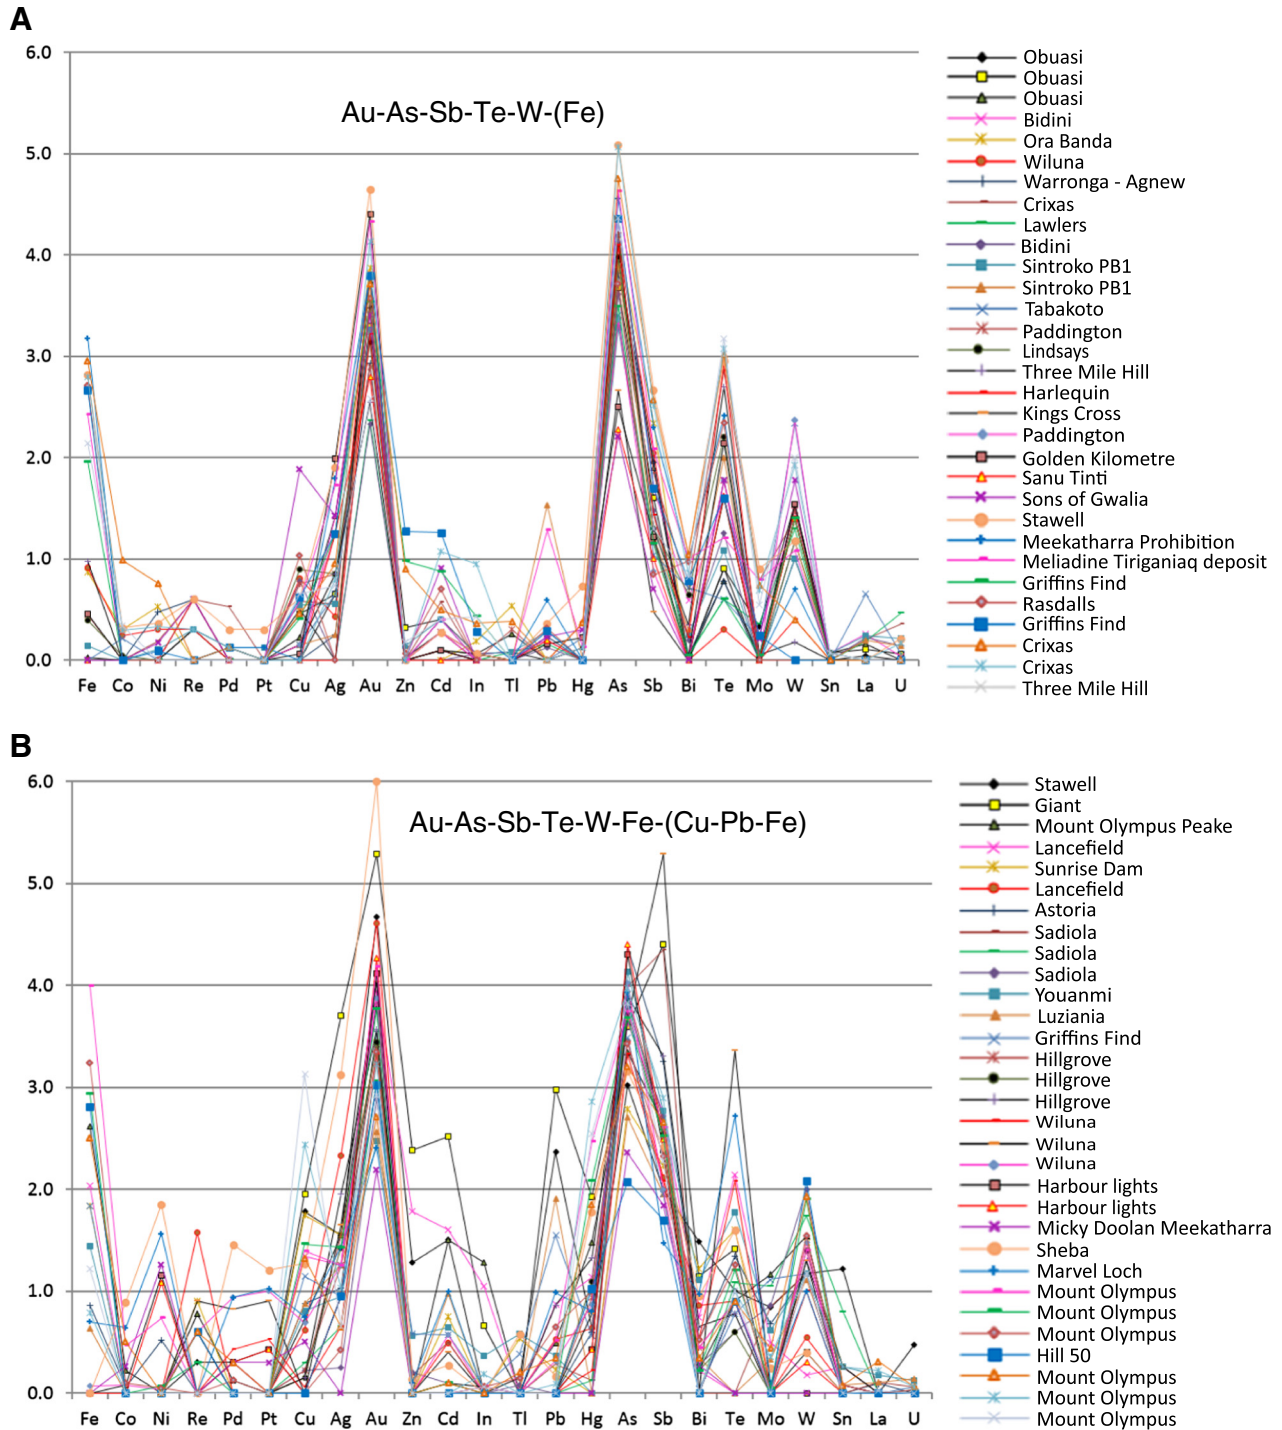 A
6.0
5.0
4.0
3.0
2.0
1.0
0.0
Au-As-Sb-Te-W-(Fe)
Fe Co Ni Re Pd Pt Cu Ag Au Zn Cd In Tl Pb Hg As Sb Bi Te Mo W Sn La U
Obuasi
Obuasi
Obuasi
Bidini
Ora Banda
Wiluna
Warronga - Agnew
Crixas
Lawlers
Bidini
Sintroko PB1
Sintroko PB1
Tabakoto
Paddington
Lindsays
Three Mile Hill
Harlequin
Kings Cross
Paddington
Golden Kilometre
Sanu Tinti
Sons of Gwalia
Stawell
Meekatharra Prohibition
Meliadine Tiriganiaq deposit
Griffins Find
Rasdalls
Griffins Find
Crixas
Crixas
Three Mile Hill
B
6.0
5.0
4.0
3.0
2.0
1.0
0.0
Au-As-Sb-Te-W-Fe-(Cu-Pb-Fe)
Fe Co Ni Re Pd Pt Cu Ag Au Zn Cd In Tl Pb Hg As Sb Bi Te Mo W Sn La U
Stawell
Giant
Mount Olympus Peake
Lancefield
Sunrise Dam
Lancefield
Astoria
Sadiola
Sadiola
Sadiola
Youanmi
Luziania
Griffins Find
Hillgrove
Hillgrove
Hillgrove
Wiluna
Wiluna
Wiluna
Harbour lights
Harbour lights
Micky Doolan Meekatharra
Sheba
Marvel Loch
Mount Olympus
Mount Olympus
Mount Olympus
Hill 50
Mount Olympus
Mount Olympus
Mount Olympus